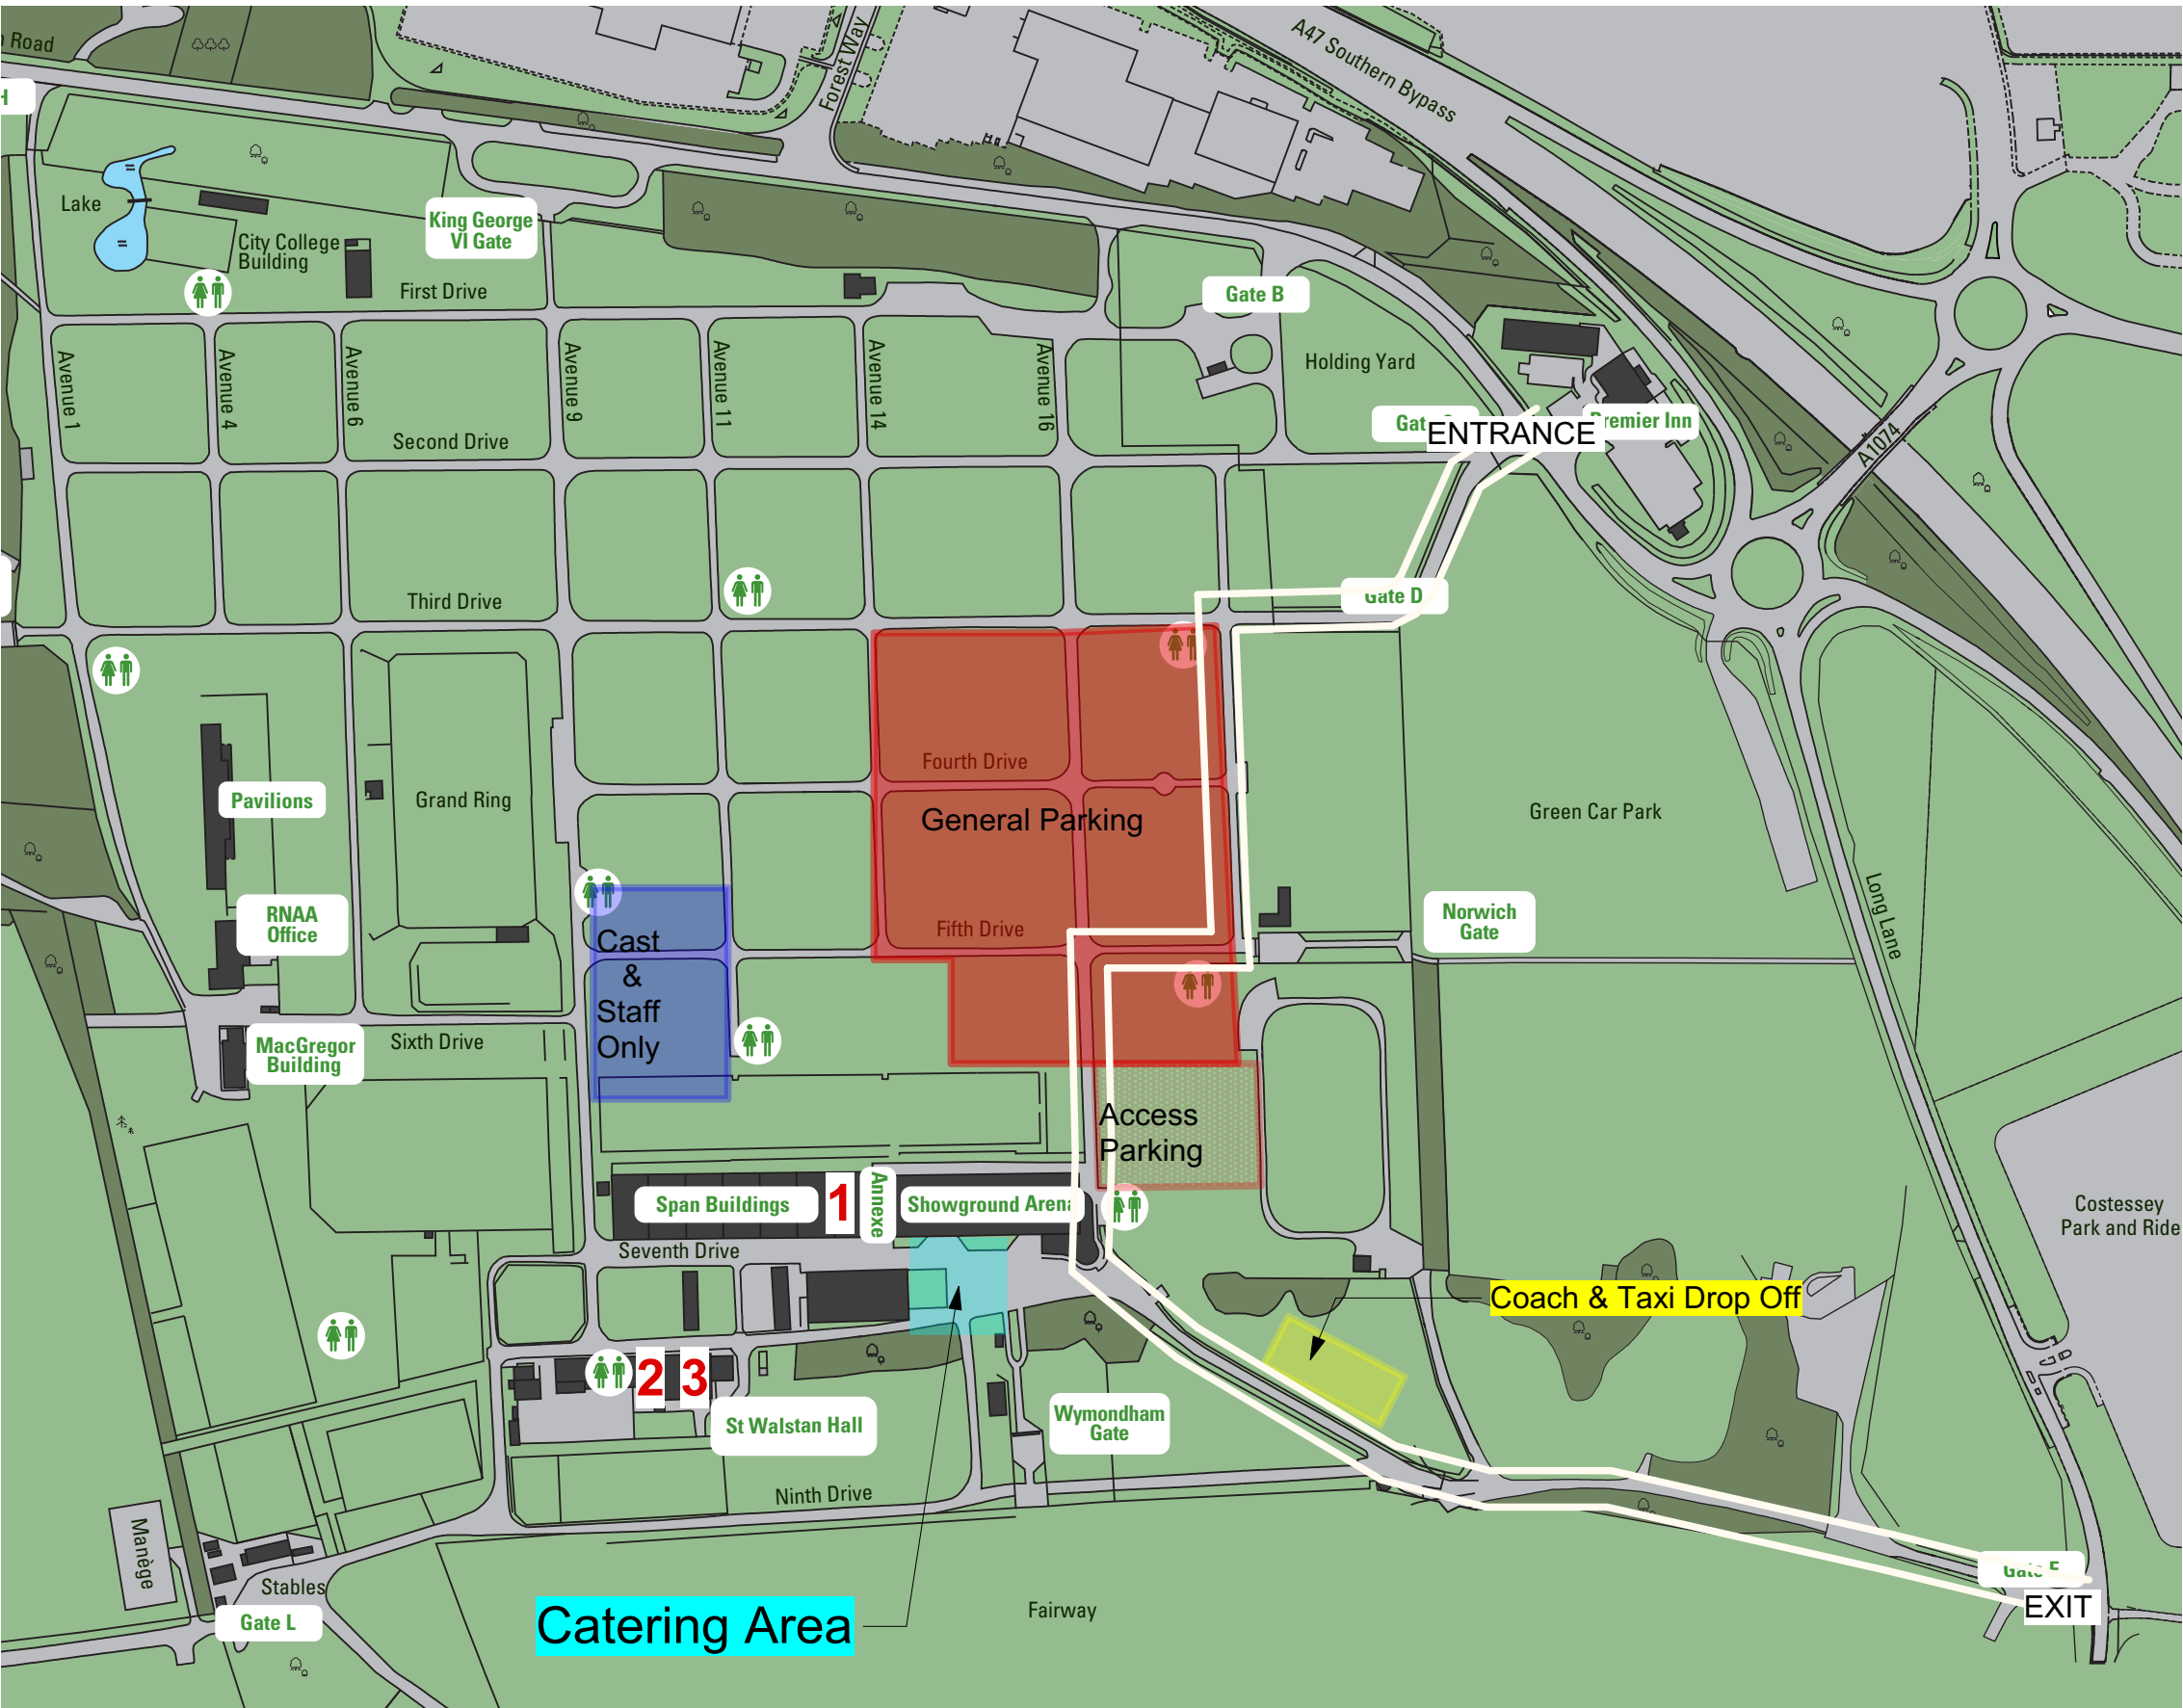 Road
A47 Southern Bypass
Forest Way
H
Lake
King George
VI Gate
City College
Building
First Drive
Gate B
Avenue 1
Avenue 4
Avenue 6
Avenue 9
Avenue 11
Avenue 14
Avenue 16
Holding Yard
Second Drive
ENTRANCE
remier Inn
A1074
Third Drive
Gate D
Fourth Drive
General Parking
Pavilions
Grand Ring
Green Car Park
Long Lane
RNAA
Office
Cast
&
Staff
Only
Fifth Drive
Norwich
Gate
MacGregor
Building
Sixth Drive
Access
Parking
Span Buildings
1
Annexe
Showground Arena
Costessey
Park and Ride
Seventh Drive
Coach & Taxi Drop Off
2
3
St Walstan Hall
Wymondham
Gate
Ninth Drive
Manège
Stables
Gate L
Catering Area
Fairway
Gate
EXIT